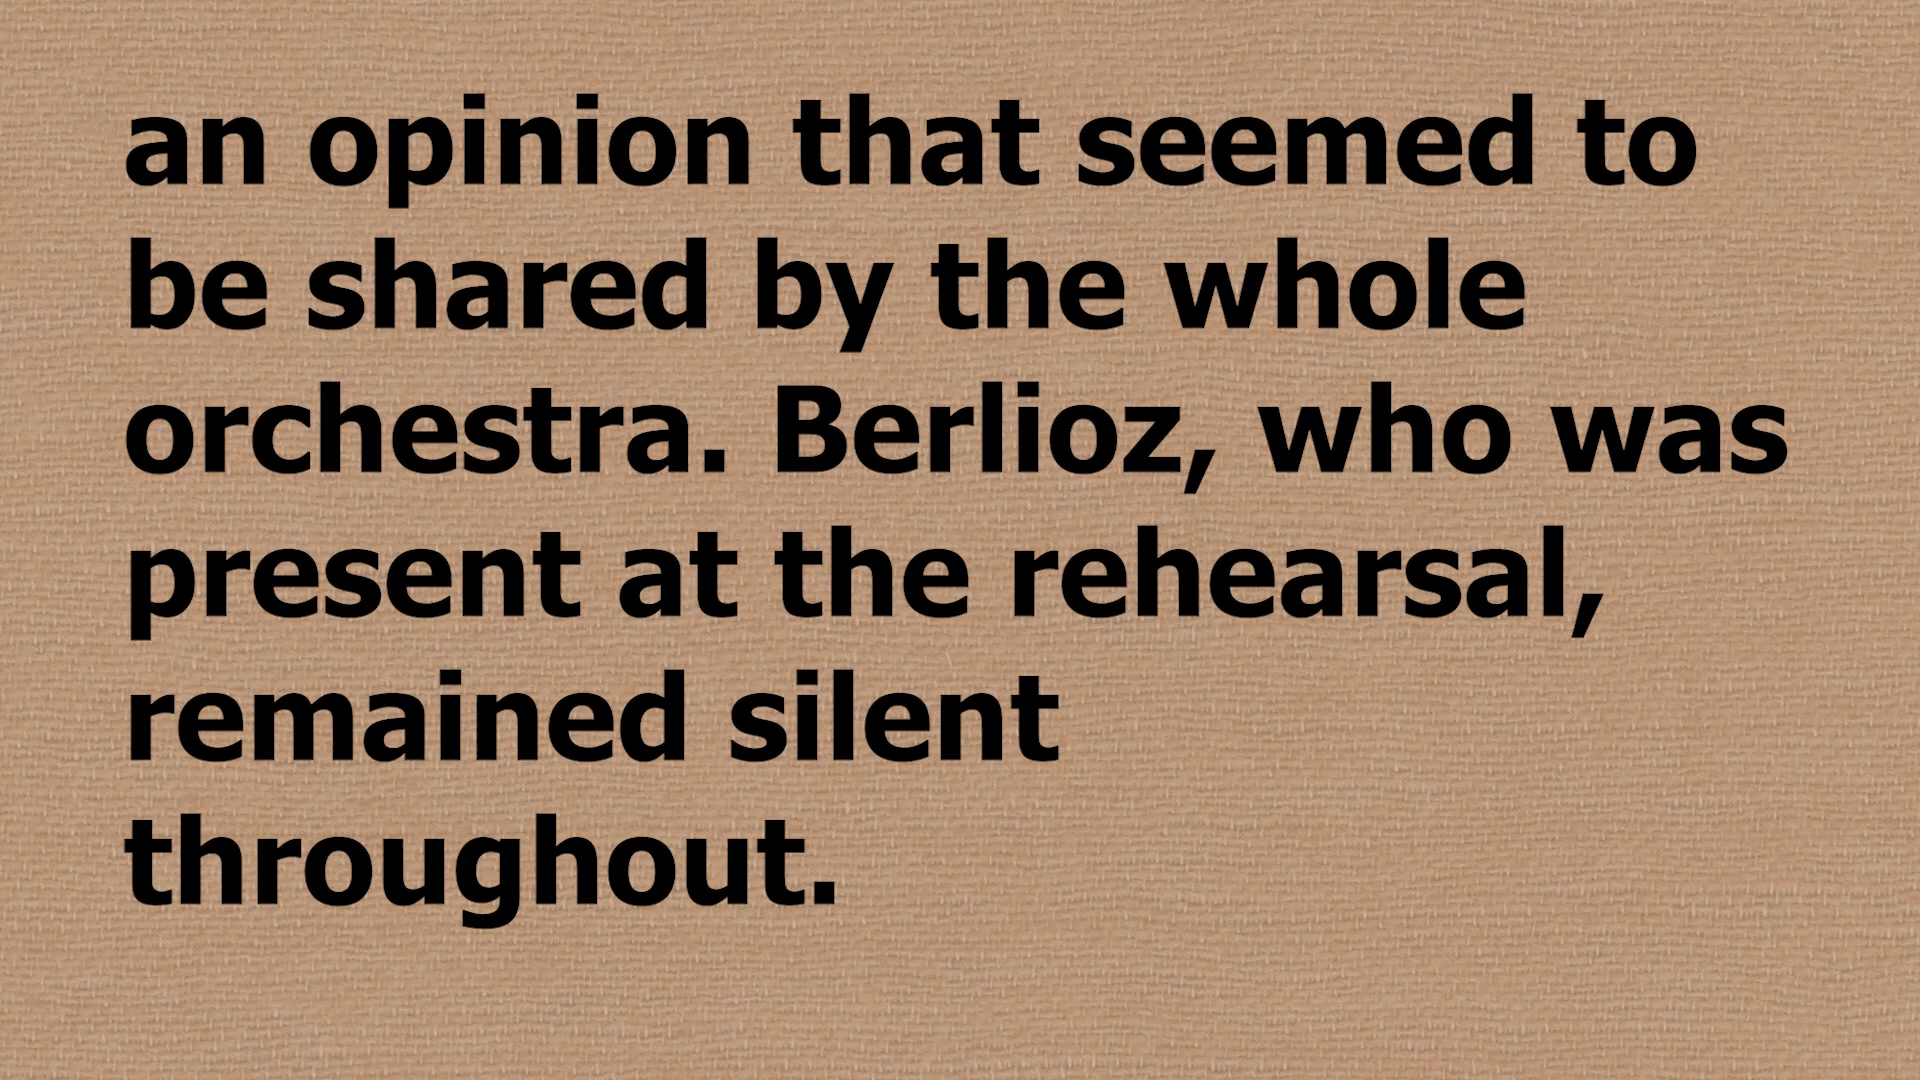 an opinion that seemed to
be shared by the whole
orchestra. Berlioz, who was
present at the rehearsal,
remained silent
throughout.